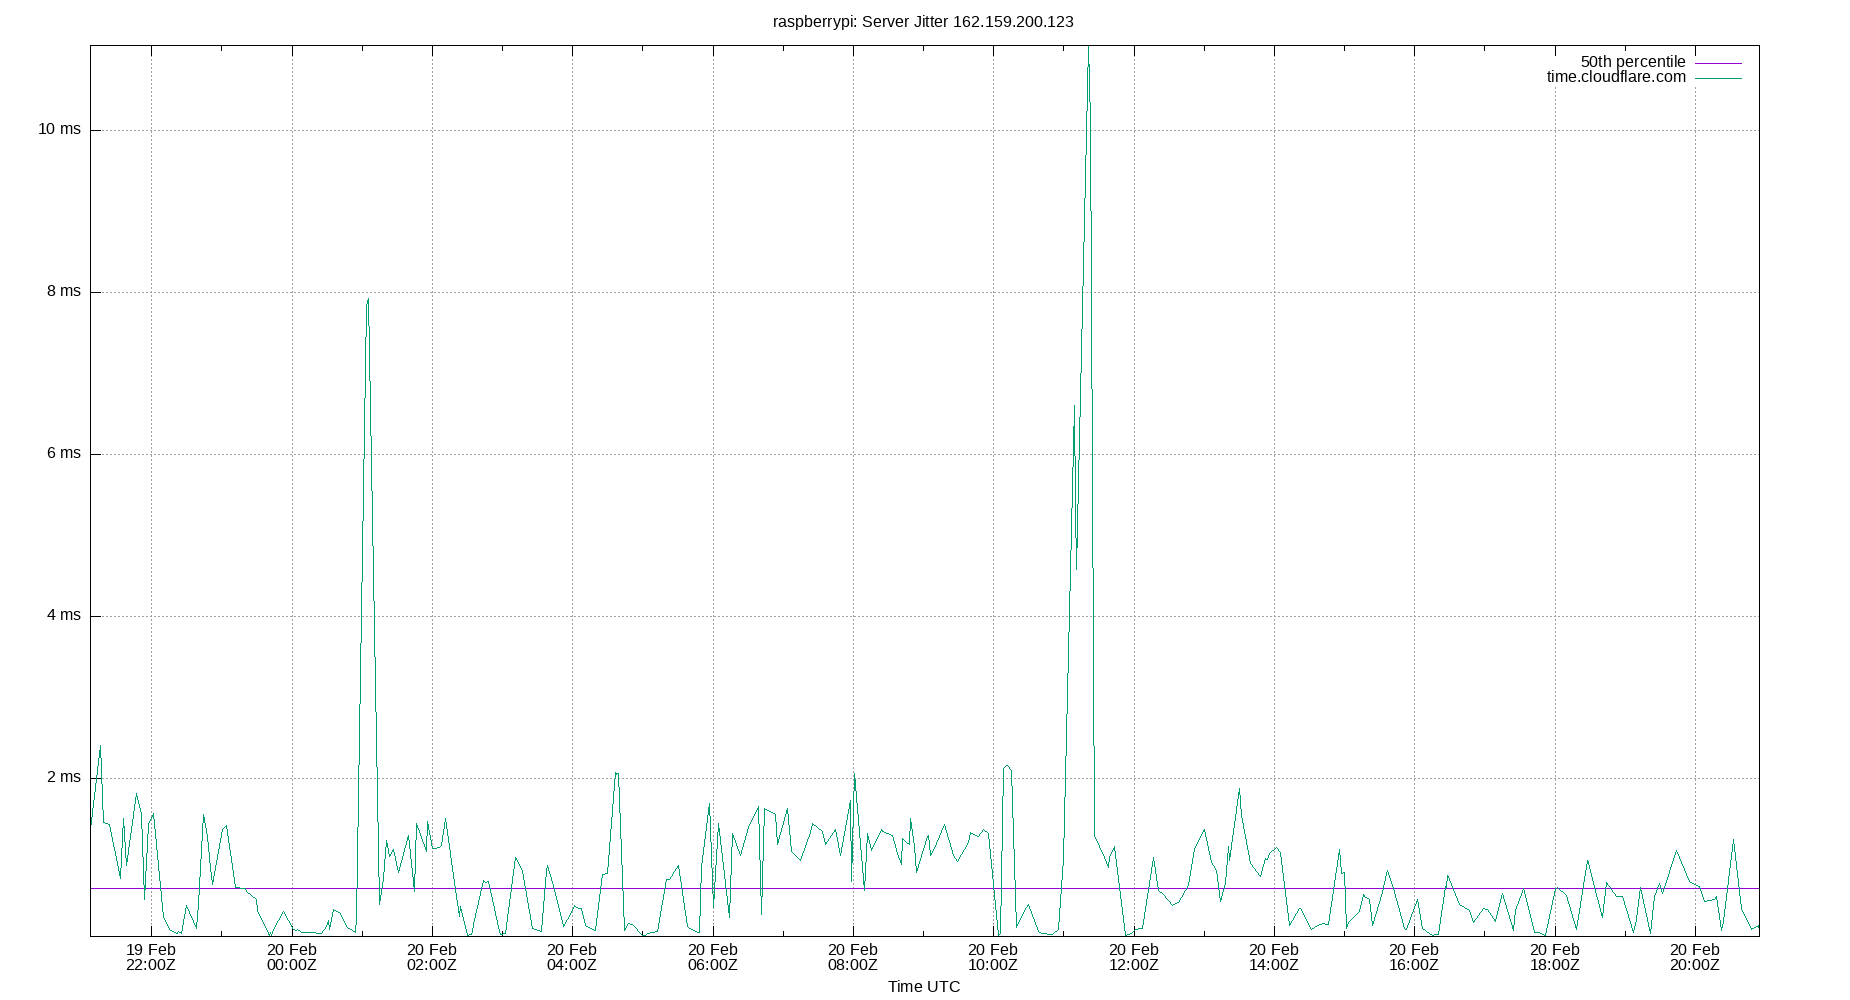 raspberrypi: Server Jitter 162.159.200.123
50th percentile
time.cloudflare.com
10 ms
8 ms
6 ms
4 ms
2 ms
19 Feb 20 Feb 20 Feb 20 Feb 20 Feb 20 Feb 20 Feb 20 Feb 20 Feb 20 Feb 20 Feb 20 Feb
22:00Z 00:00Z 02:00Z 04:00Z 06:00Z 08:00Z 10:00Z 12:00Z 14:00Z 16:00Z 18:00Z 20:00Z
Time UTC